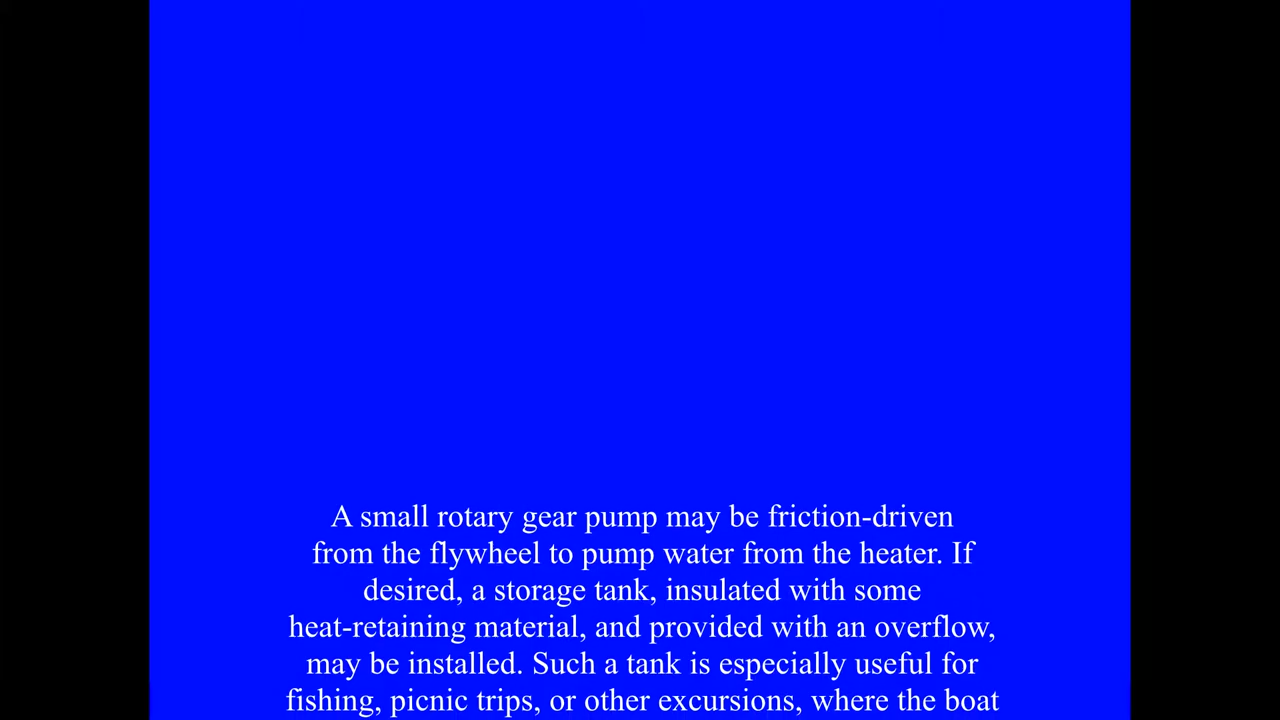 A small rotary gear pump may be friction-driven
from the flywheel to pump water from the heater. If
desired, a storage tank, insulated with some
heat-retaining material, and provided with an overflow,
may be installed. Such a tank is especially useful for
fishing, picnic trips, or other excursions, where the boat